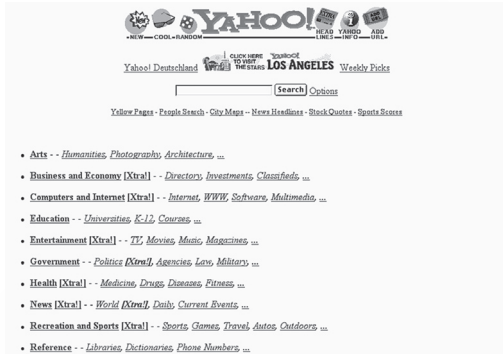 New XTRA! i ADD URL
YAHOO!
NEW COOL RANDOM HEAD LINES YAHOO INFO ADD URL
Yahoo! Deutschland CLICK HERE TO VISIT THE STARS YAHOO! LOS ANGELES Weekly Picks
Search Options
Yellow Pages - People Search - City Maps -- News Headlines - Stock Quotes - Sports Scores
• Arts - - Humanities, Photography, Architecture, ...
• Business and Economy [Xtra!] - - Directory, Investments, Classifieds, ...
• Computers and Internet [Xtra!] - - Internet, WWW, Software, Multimedia, ...
• Education - - Universities, K-12, Courses, ...
• Entertainment [Xtra!] - - TV, Movies, Music, Magazines, ...
• Government - - Politics [Xtra!], Agencies, Law, Military, ...
• Health [Xtra!] - - Medicine, Drugs, Diseases, Fitness, ...
• News [Xtra!] - - World [Xtra!], Daily, Current Events, ...
• Recreation and Sports [Xtra!] - - Sports, Games, Travel, Autos, Outdoors, ...
• Reference - - Libraries, Dictionaries, Phone Numbers, ...